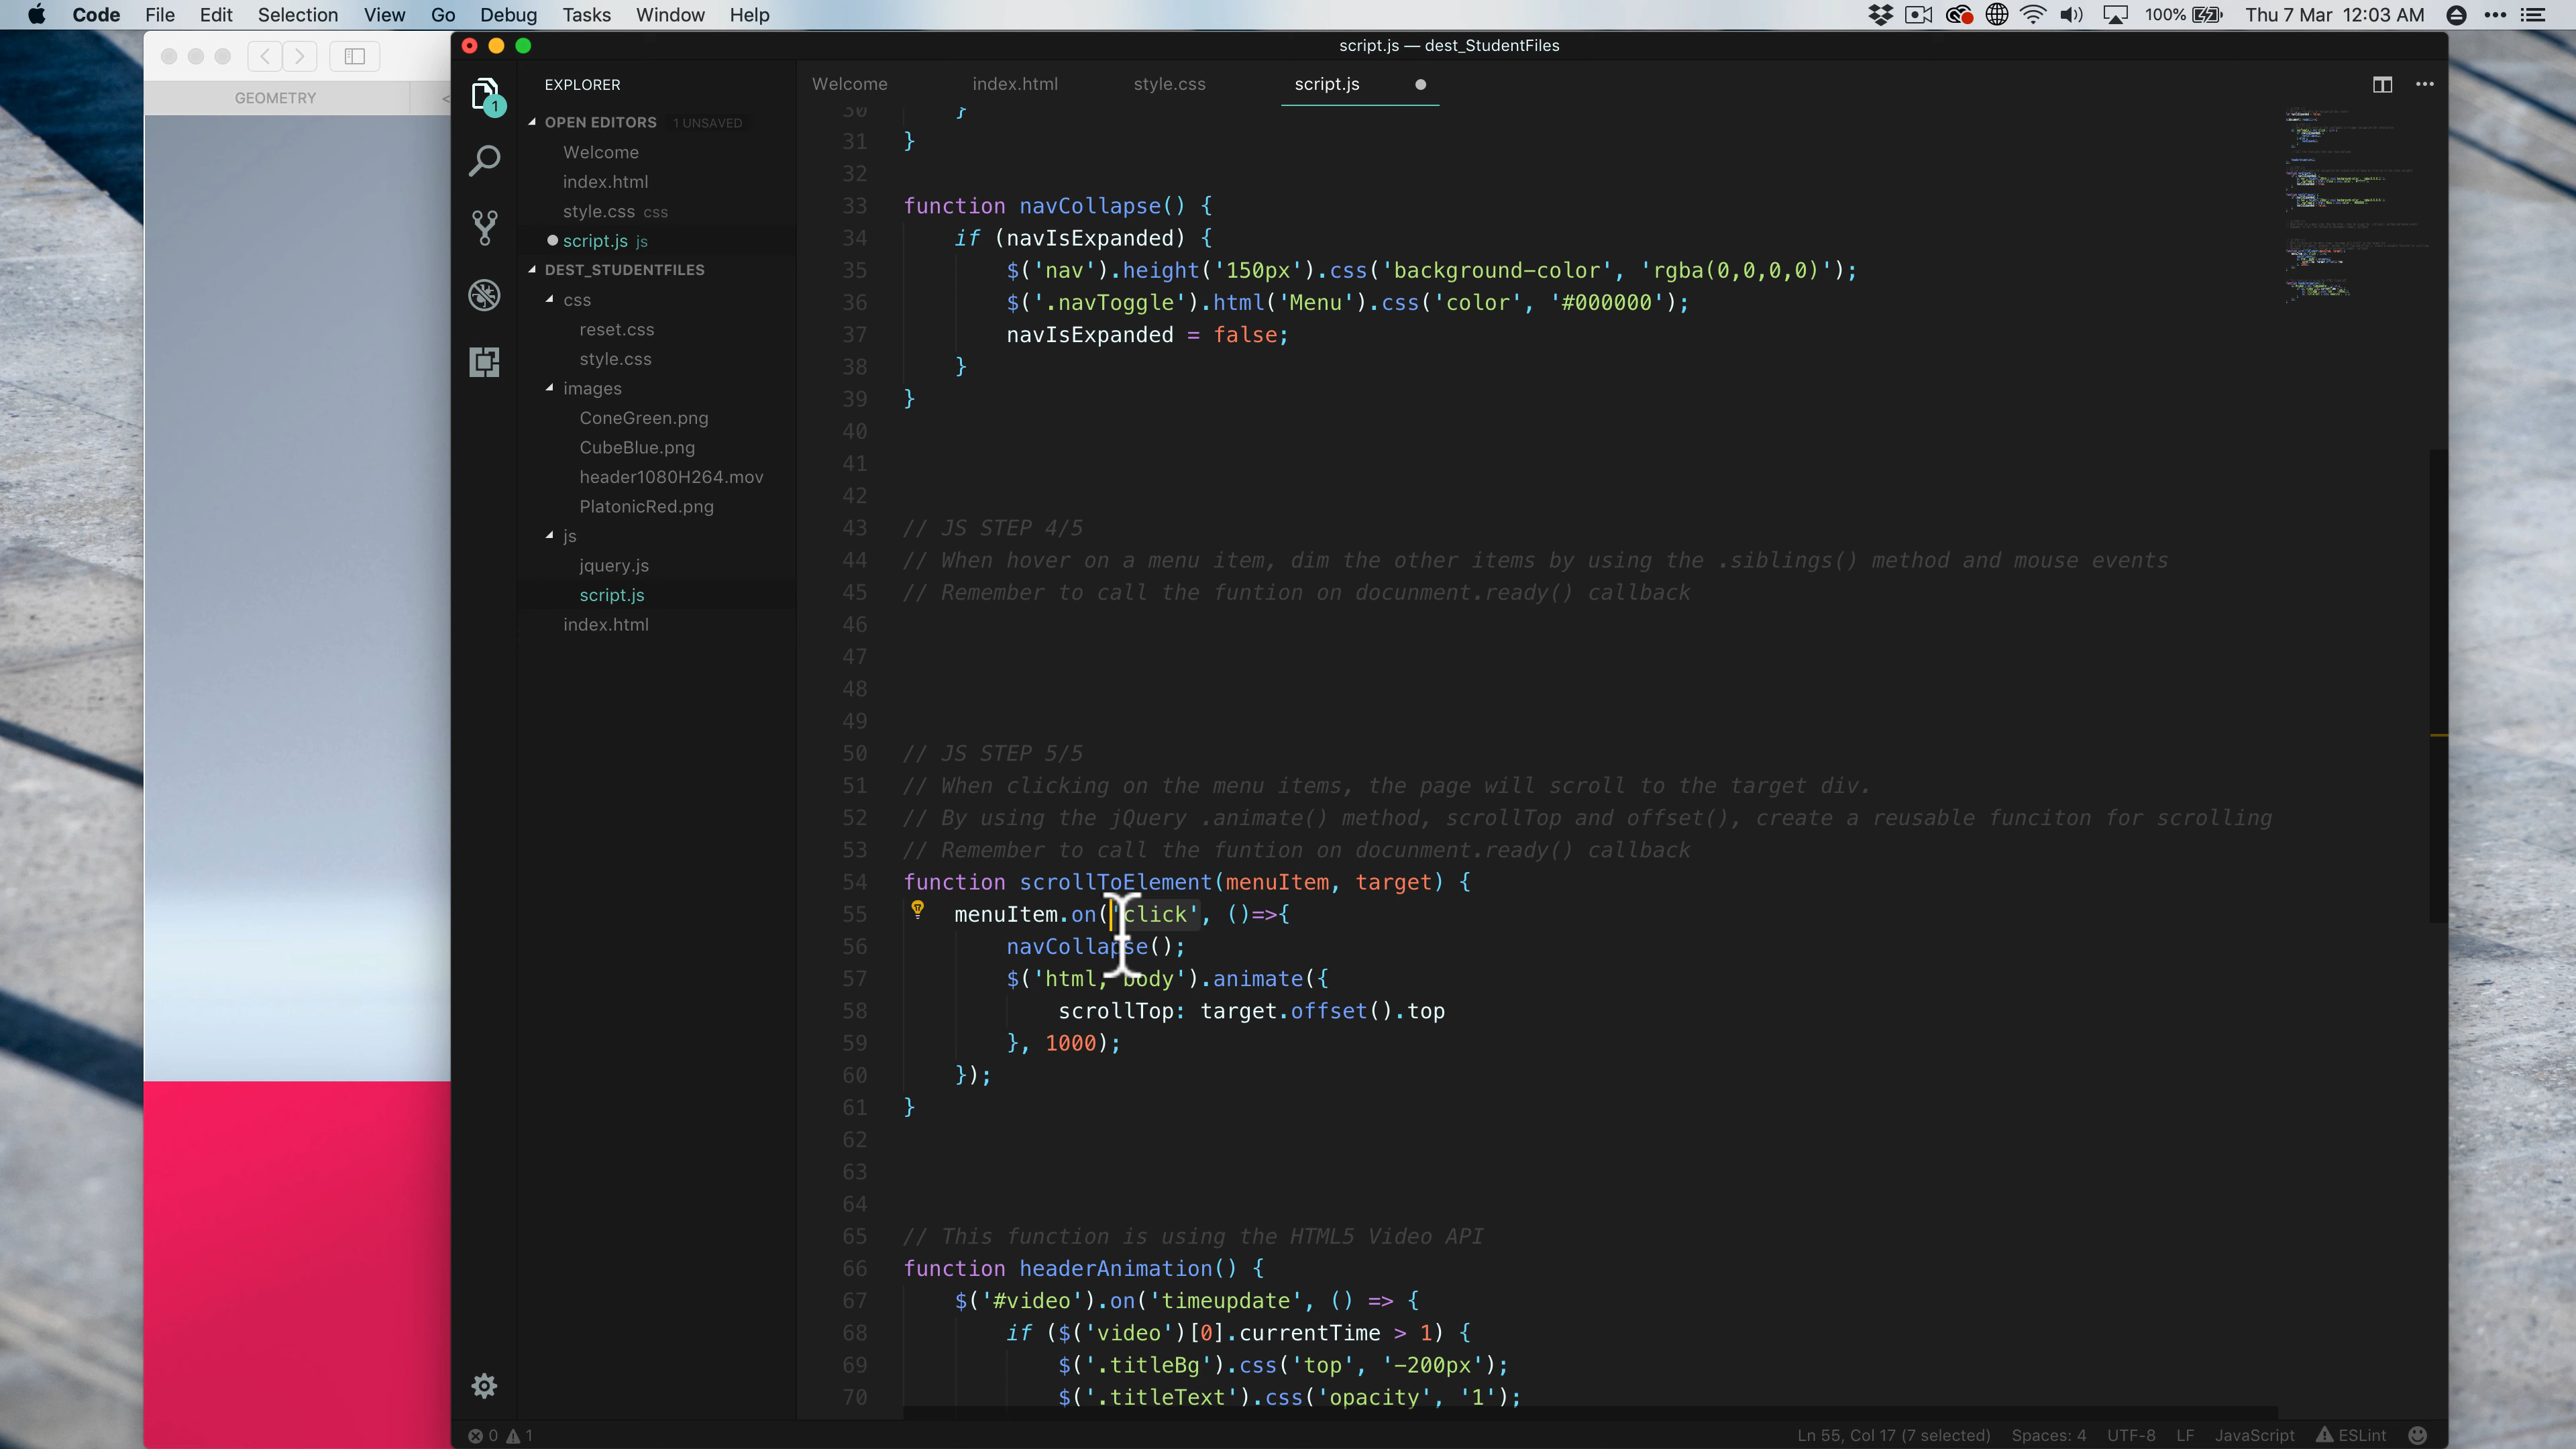 Code File Edit Selection View Go Debug Tasks Window Help
100% Thu 7 Mar 12:03 AM
GEOMETRY <
script.js — dest_StudentFiles
EXPLORER
1
OPEN EDITORS 1 UNSAVED
Welcome
index.html
style.css css
script.js js
DEST_STUDENTFILES
css
reset.css
style.css
images
ConeGreen.png
CubeBlue.png
header1080H264.mov
PlatonicRed.png
js
jquery.js
script.js
index.html
Welcome index.html style.css script.js
30 }
31 }
32
33 function navCollapse() {
34 if (navIsExpanded) {
35 $('nav').height('150px').css('background-color', 'rgba(0,0,0,0)');
36 $('.navToggle').html('Menu').css('color', '#000000');
37 navIsExpanded = false;
38 }
39 }
40
41
42
43 // JS STEP 4/5
44 // When hover on a menu item, dim the other items by using the .siblings() method and mouse events
45 // Remember to call the funtion on docunment.ready() callback
46
47
48
49
50 // JS STEP 5/5
51 // When clicking on the menu items, the page will scroll to the target div.
52 // By using the jQuery .animate() method, scrollTop and offset(), create a reusable funciton for scrolling
53 // Remember to call the funtion on docunment.ready() callback
54 function scrollToElement(menuItem, target) {
55 menuItem.on('click', ()=>{
56 navCollapse();
57 $('html, body').animate({
58 scrollTop: target.offset().top
59 }, 1000);
60 });
61 }
62
63
64
65 // This function is using the HTML5 Video API
66 function headerAnimation() {
67 $('#video').on('timeupdate', () => {
68 if ($('video')[0].currentTime > 1) {
69 $('.titleBg').css('top', '-200px');
70 $('.titleText').css('opacity', '1');
0 1
Ln 55, Col 17 (7 selected) Spaces: 4 UTF-8 LF JavaScript ESLint